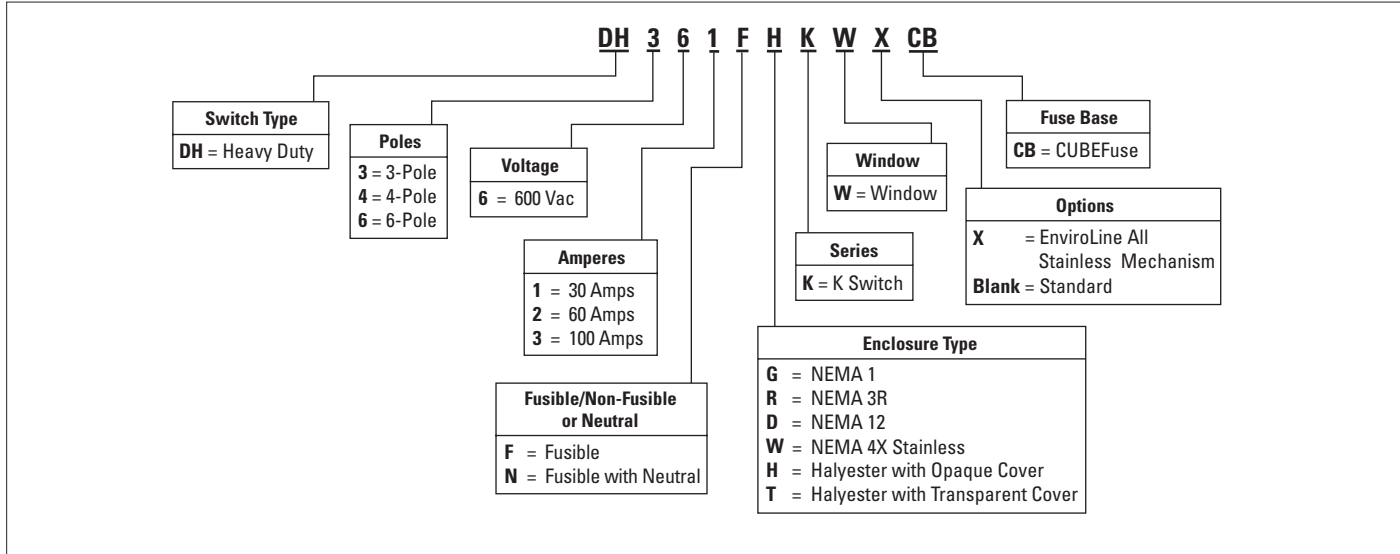 DH 3 6 1 F H K W X CB
Switch Type
DH = Heavy Duty
Poles
3 = 3-Pole
4 = 4-Pole
6 = 6-Pole
Voltage
6 = 600 Vac
Amperes
1 = 30 Amps
2 = 60 Amps
3 = 100 Amps
Fusible/Non-Fusible
or Neutral
F = Fusible
N = Fusible with Neutral
Enclosure Type
G = NEMA 1
R = NEMA 3R
D = NEMA 12
W = NEMA 4X Stainless
H = Halyester with Opaque Cover
T = Halyester with Transparent Cover
Series
K = K Switch
Window
W = Window
Options
X = EnviroLine All
Stainless Mechanism
Blank = Standard
Fuse Base
CB = CUBEFuse